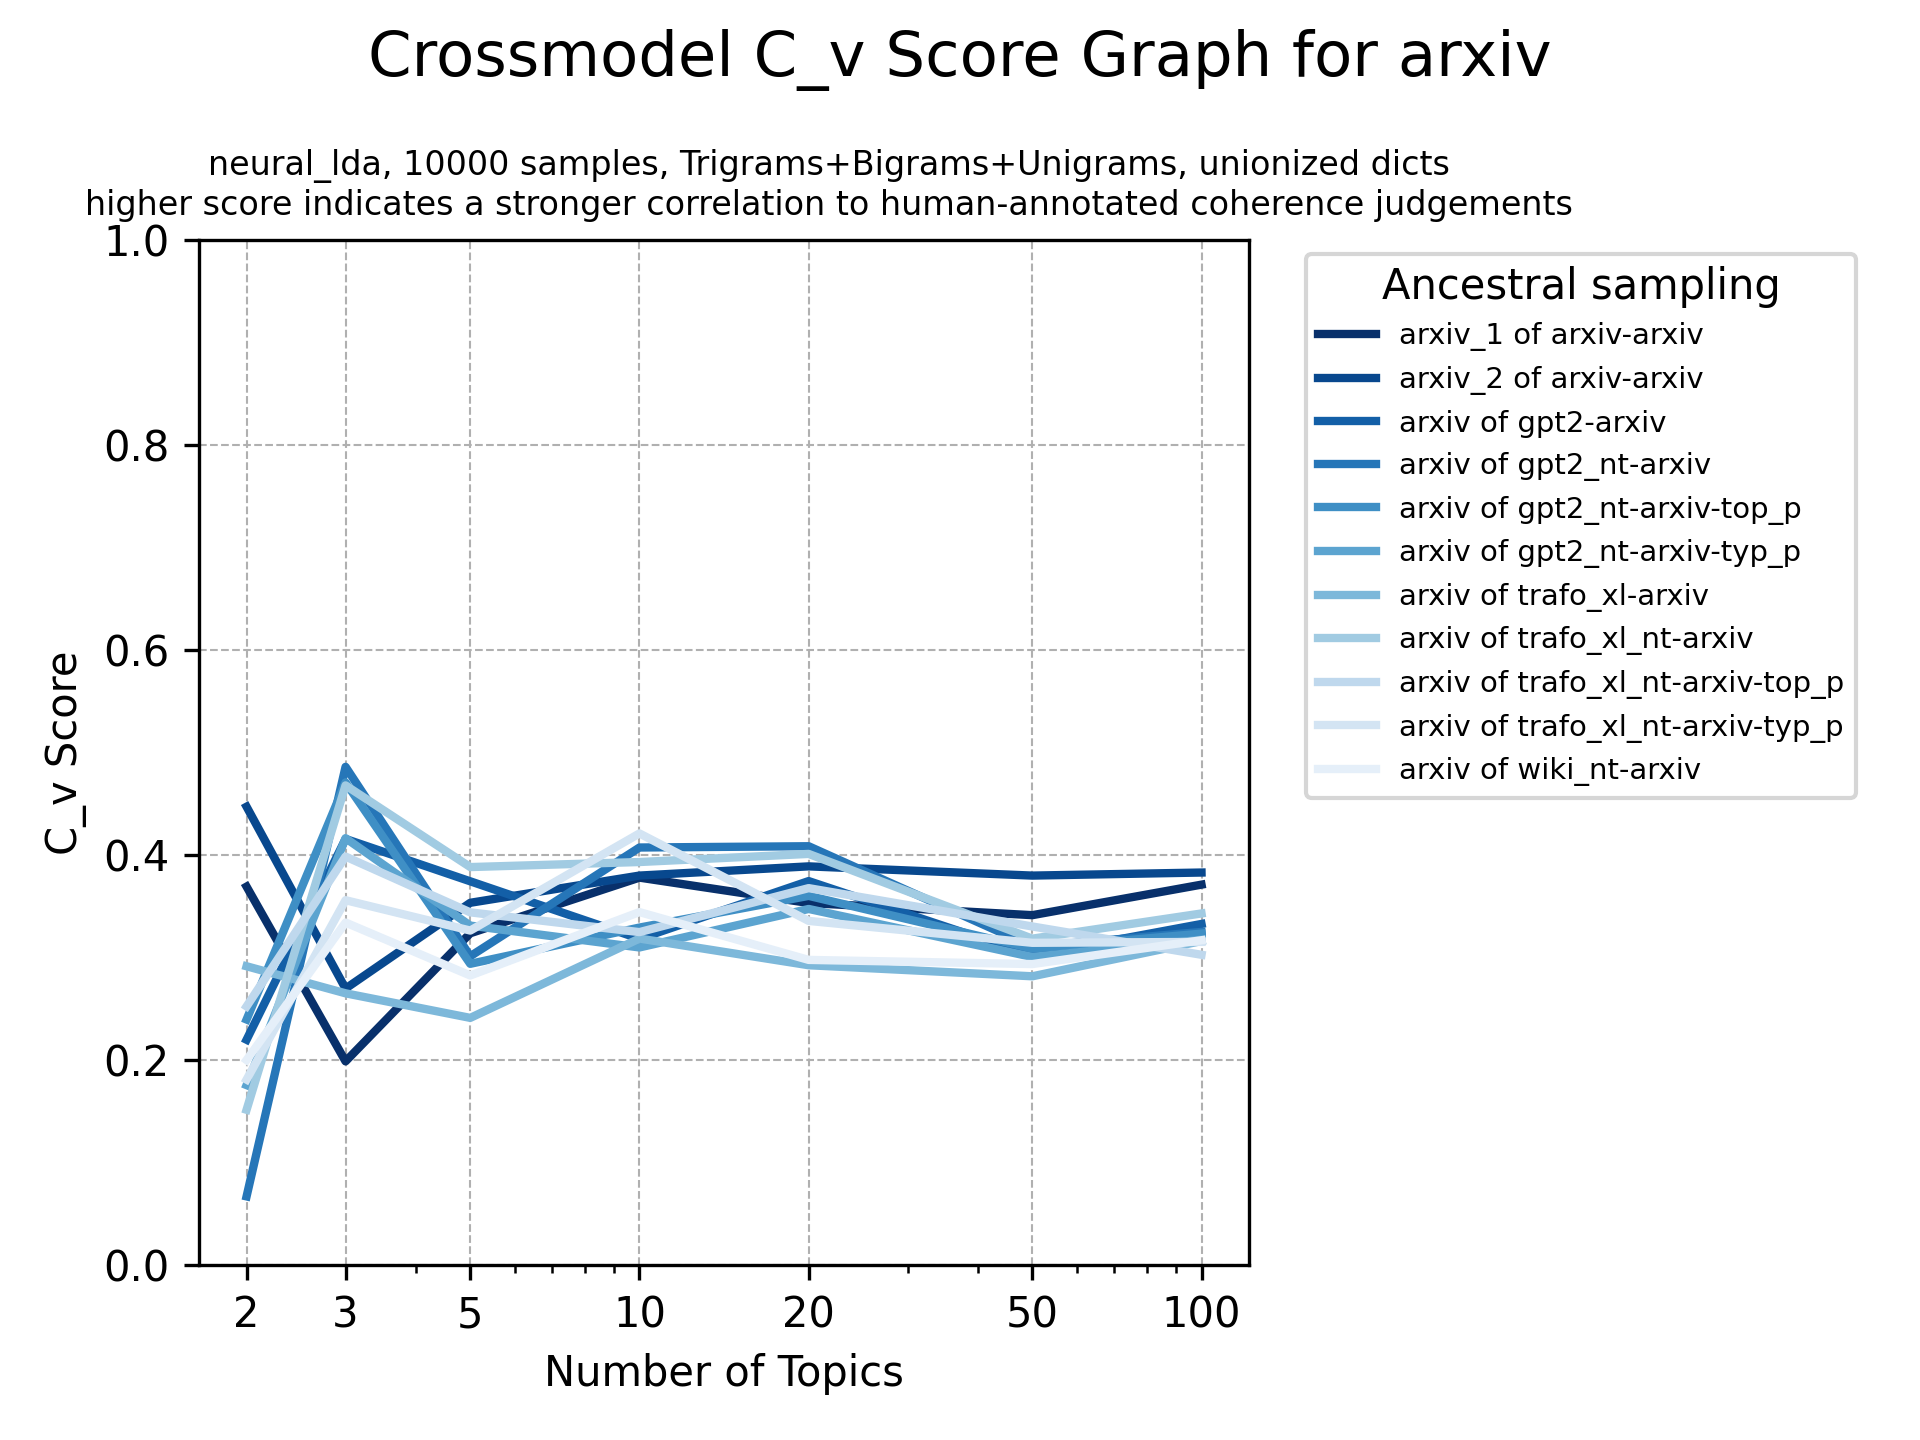 Crossmodel C_v Score Graph for arxiv
neural_lda, 10000 samples, Trigrams+Bigrams+Unigrams, unionized dicts
higher score indicates a stronger correlation to human-annotated coherence judgements
1.0
0.8
0.6
0.4
0.2
0.0
C_v Score
2 3 5 10 20 50 100
Number of Topics
Ancestral sampling
arxiv_1 of arxiv-arxiv
arxiv_2 of arxiv-arxiv
arxiv of gpt2-arxiv
arxiv of gpt2_nt-arxiv
arxiv of gpt2_nt-arxiv-top_p
arxiv of gpt2_nt-arxiv-typ_p
arxiv of trafo_xl-arxiv
arxiv of trafo_xl_nt-arxiv
arxiv of trafo_xl_nt-arxiv-top_p
arxiv of trafo_xl_nt-arxiv-typ_p
arxiv of wiki_nt-arxiv